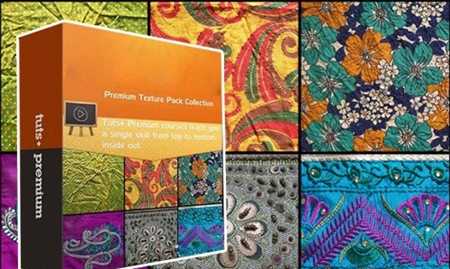 Premium Texture Pack Collection
Tuts+ Premium courses teach you
a single skill from top to bottom,
inside out.
tuts+ premium